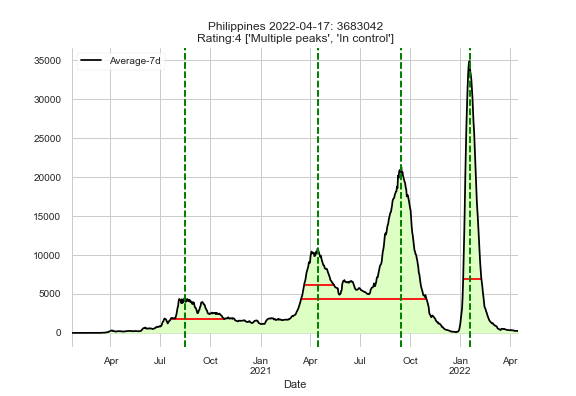 Philippines 2022-04-17: 3683042
Rating:4 ['Multiple peaks', 'In control']
Average-7d
35000
30000
25000
20000
15000
10000
5000
0
Apr Jul Oct Jan Apr Jul Oct Jan Apr
2021 2022
Date